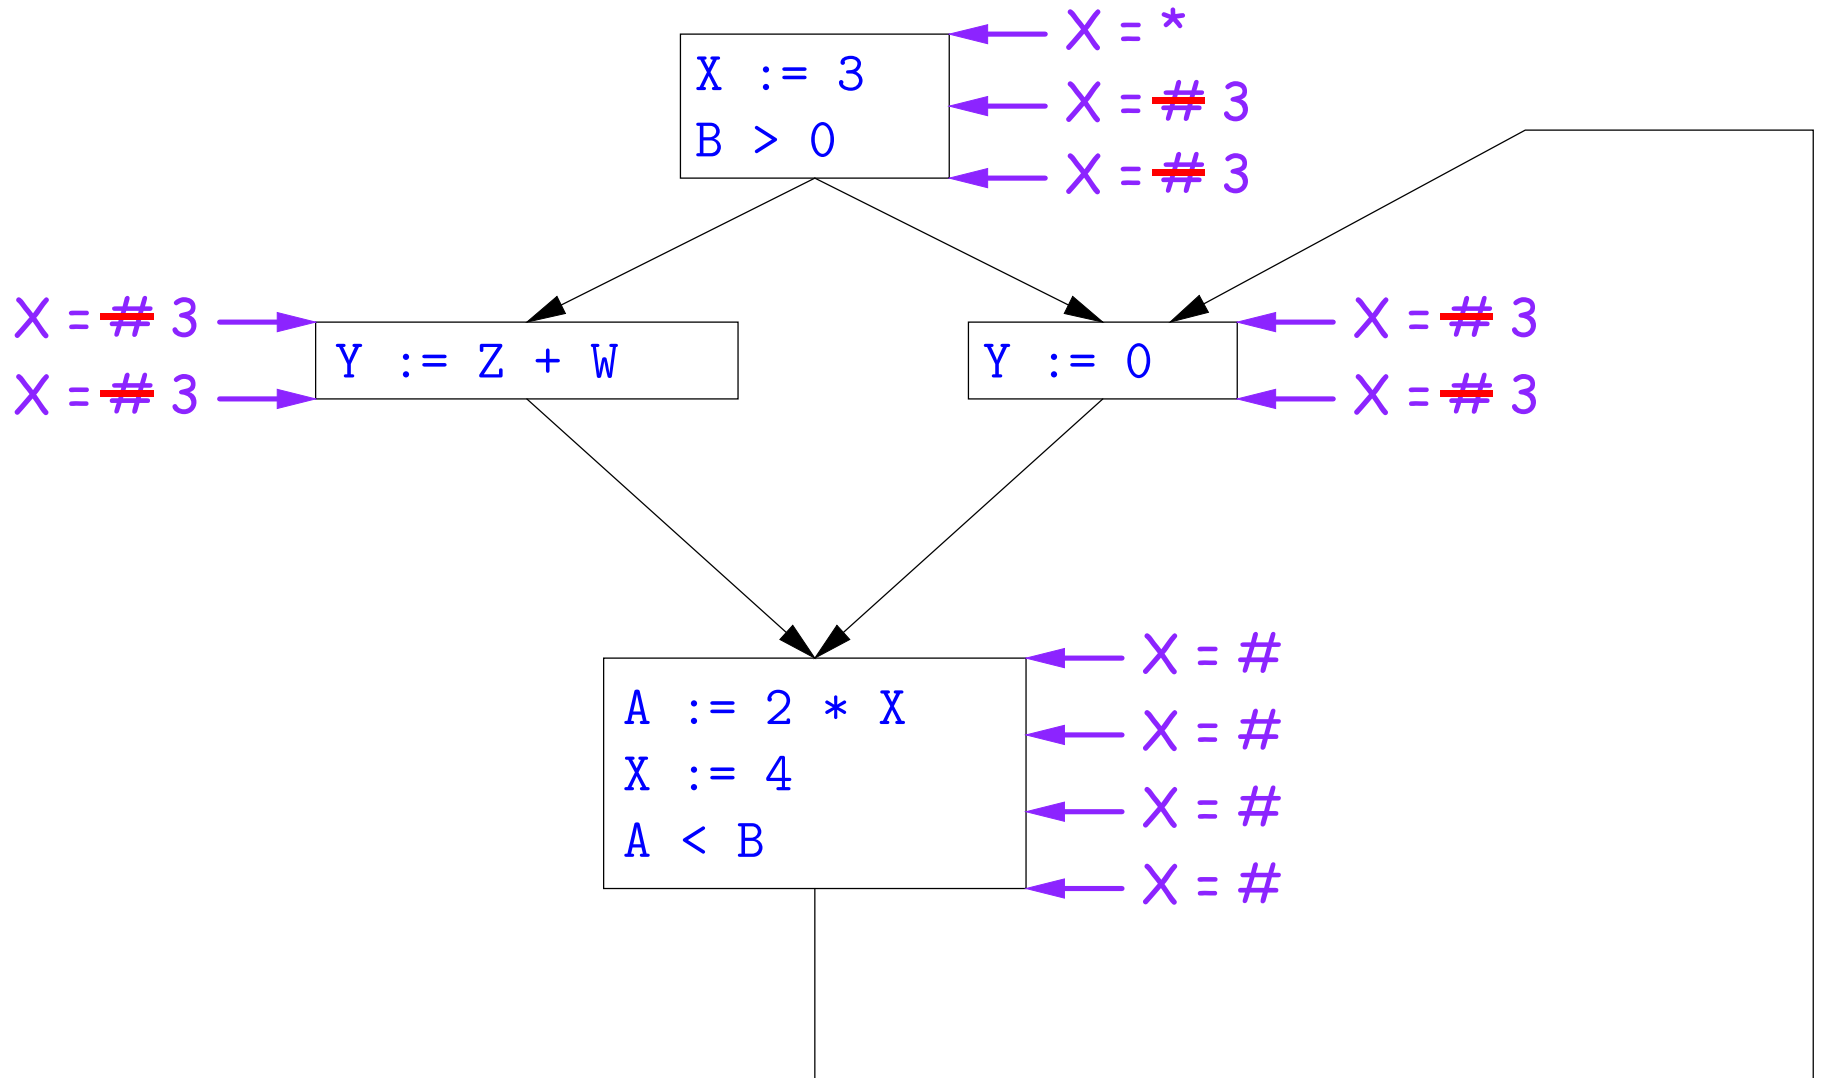 X = *
X := 3
X = # 3
B > 0
X = # 3
X = # 3
X = # 3
Y := Z + W
Y := 0
X = # 3
X = # 3
X = #
A := 2 * X
X = #
X := 4
X = #
A < B
X = #